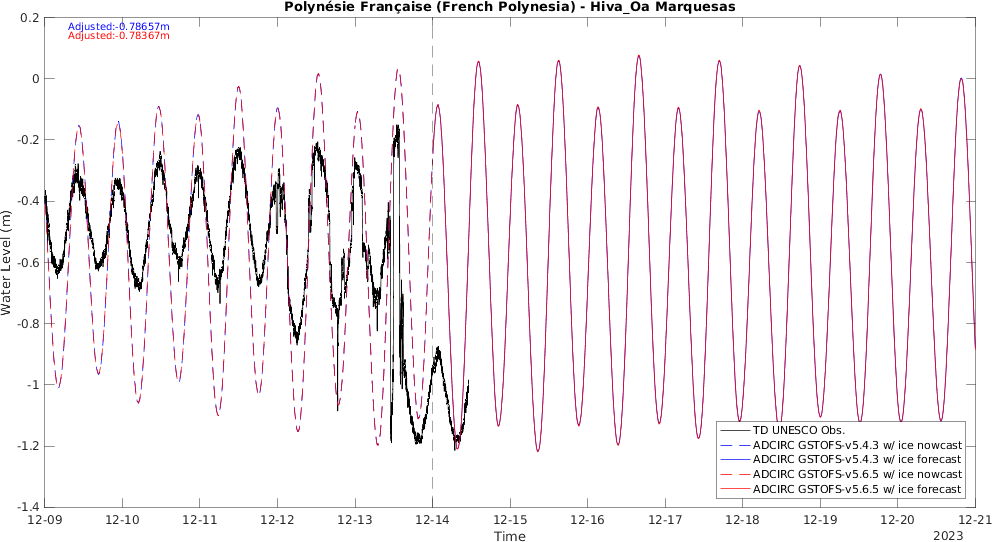 Polynésie Française (French Polynesia) - Hiva_Oa Marquesas
Adjusted:-0.78657m
Adjusted:-0.78367m
Water Level (m)
0.2
0
-0.2
-0.4
-0.6
-0.8
-1
-1.2
-1.4
TD UNESCO Obs.
ADCIRC GSTOFS-v5.4.3 w/ ice nowcast
ADCIRC GSTOFS-v5.4.3 w/ ice forecast
ADCIRC GSTOFS-v5.6.5 w/ ice nowcast
ADCIRC GSTOFS-v5.6.5 w/ ice forecast
12-09 12-10 12-11 12-12 12-13 12-14 12-15 12-16 12-17 12-18 12-19 12-20 12-21
Time
2023